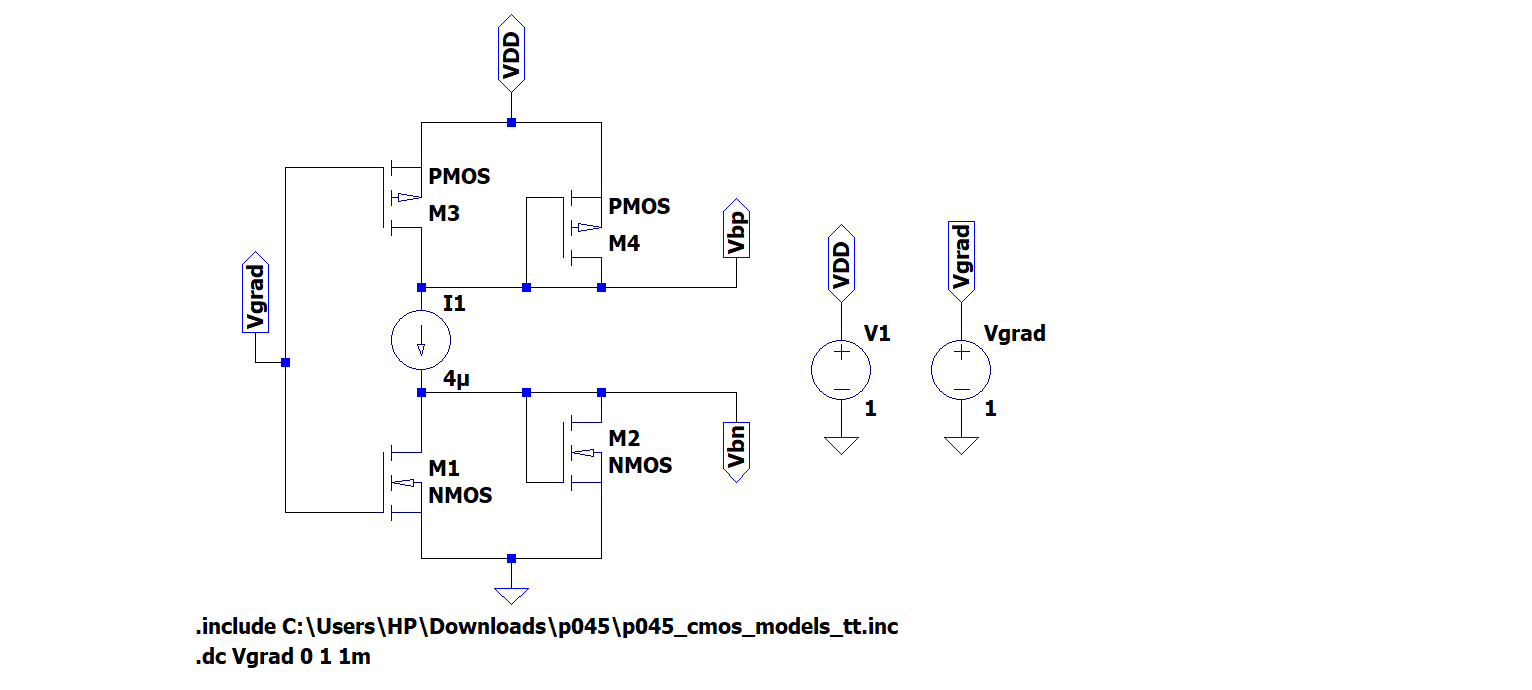 VDD
PMOS
M3
PMOS
M4
Vbp
Vgrad
I1
4µ
M1
NMOS
M2
NMOS
Vbn
VDD
V1
1
Vgrad
Vgrad
1
.include C:\Users\HP\Downloads\p045\p045_cmos_models_tt.inc
.dc Vgrad 0 1 1m